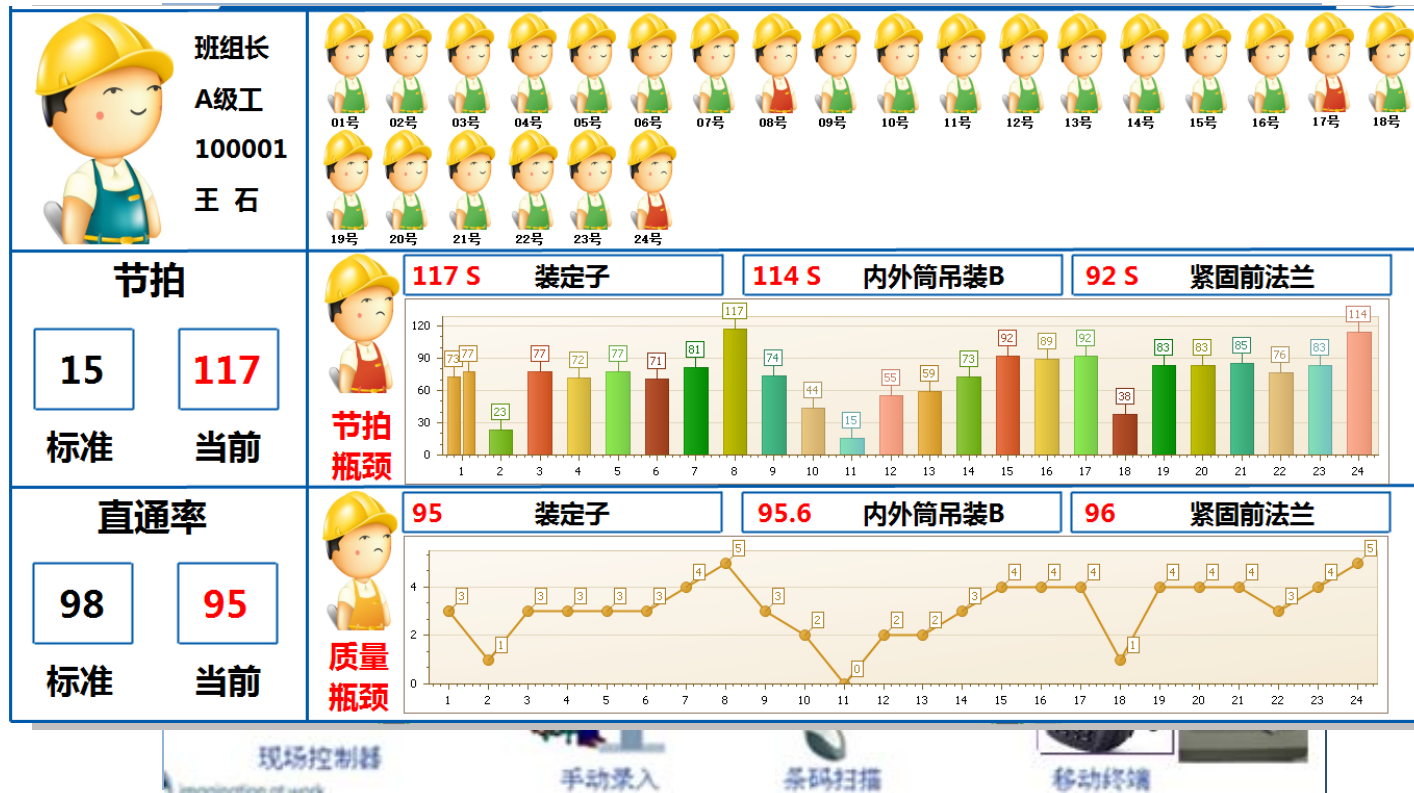 班组长
A级工
100001
王 石
01号 02号 03号 04号 05号 06号 07号 08号 09号 10号 11号 12号 13号 14号 15号 16号 17号 18号
19号 20号 21号 22号 23号 24号
节拍
15 117
标准 当前
节拍
瓶颈
117 S 装定子 114 S 内外筒吊装B 92 S 紧固前法兰
120
90
60
30
0
73 77 23 77 72 77 71 81 117 74 44 15 55 59 73 92 89 92 38 83 83 85 76 83 114
1 2 3 4 5 6 7 8 9 10 11 12 13 14 15 16 17 18 19 20 21 22 23 24
直通率
98 95
标准 当前
质量
瓶颈
95 装定子 95.6 内外筒吊装B 96 紧固前法兰
4
2
0
3 1 3 3 3 3 4 5 3 2 0 2 2 3 4 4 4 1 4 4 4 3 4 5
1 2 3 4 5 6 7 8 9 10 11 12 13 14 15 16 17 18 19 20 21 22 23 24
现场控制器 手动录入 条码扫描 移动终端
imagination at work